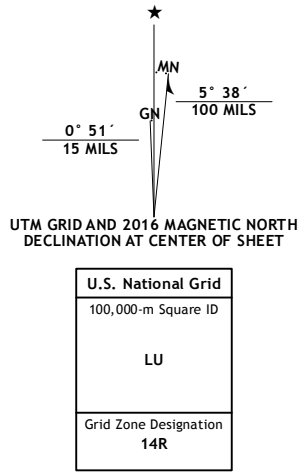 ★
MN
GN
5° 38´
100 MILS
0° 51´
15 MILS
UTM GRID AND 2016 MAGNETIC NORTH
DECLINATION AT CENTER OF SHEET
U.S. National Grid
100,000-m Square ID
LU
Grid Zone Designation
14R